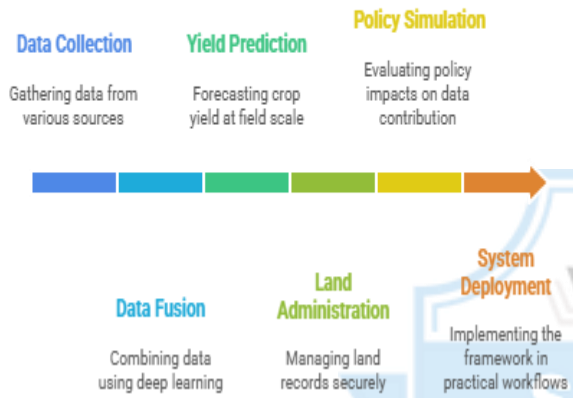 Policy Simulation
Data Collection
Yield Prediction
Evaluating policy
impacts on data
contribution
Gathering data from
various sources
Forecasting crop
yield at field scale
System
Deployment
Land
Administration
Data Fusion
Implementing the
framework in
practical workflows
Combining data
using deep learning
Managing land
records securely